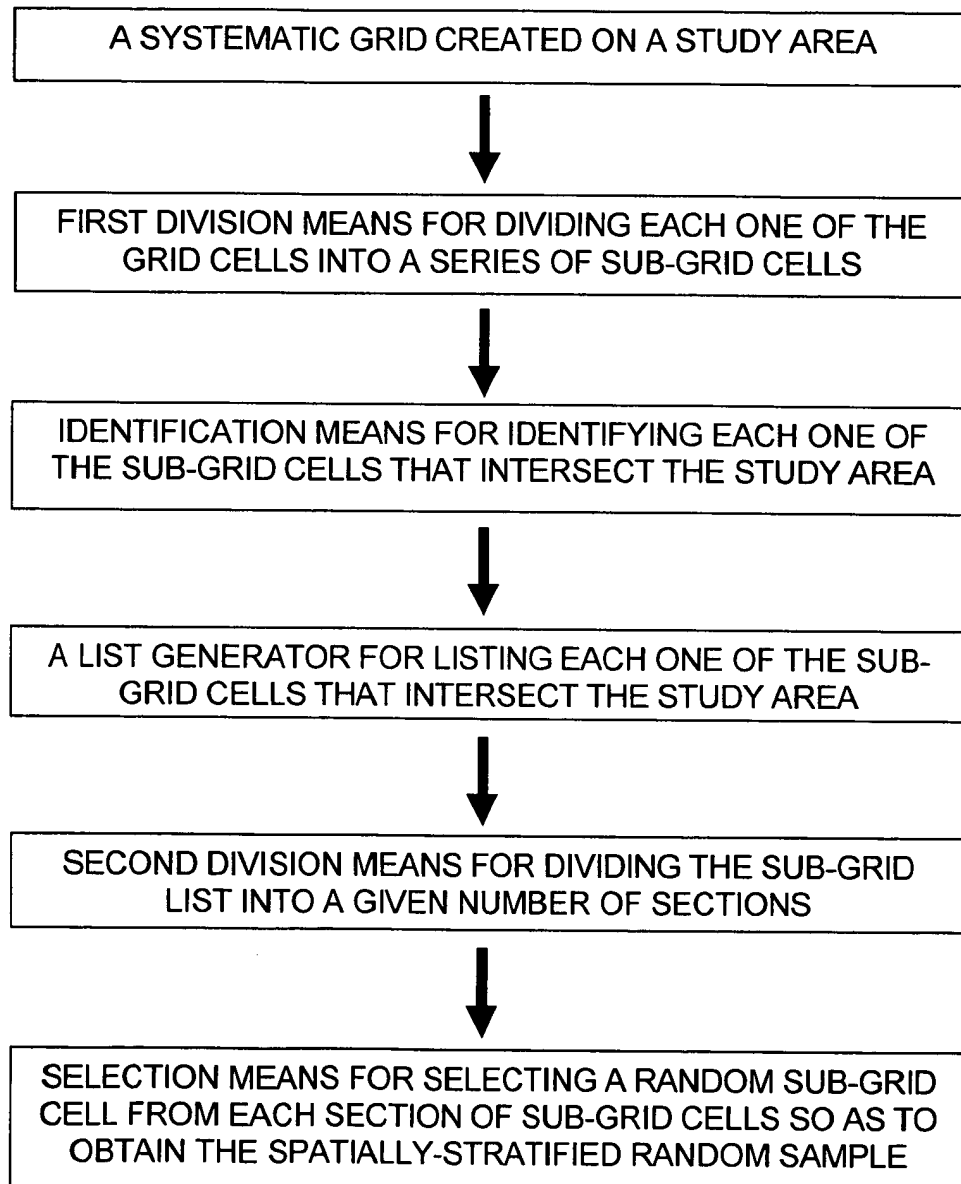 A SYSTEMATIC GRID CREATED ON A STUDY AREA
FIRST DIVISION MEANS FOR DIVIDING EACH ONE OF THE
GRID CELLS INTO A SERIES OF SUB-GRID CELLS
IDENTIFICATION MEANS FOR IDENTIFYING EACH ONE OF
THE SUB-GRID CELLS THAT INTERSECT THE STUDY AREA
A LIST GENERATOR FOR LISTING EACH ONE OF THE SUB-
GRID CELLS THAT INTERSECT THE STUDY AREA
SECOND DIVISION MEANS FOR DIVIDING THE SUB-GRID
LIST INTO A GIVEN NUMBER OF SECTIONS
SELECTION MEANS FOR SELECTING A RANDOM SUB-GRID
CELL FROM EACH SECTION OF SUB-GRID CELLS SO AS TO
OBTAIN THE SPATIALLY-STRATIFIED RANDOM SAMPLE